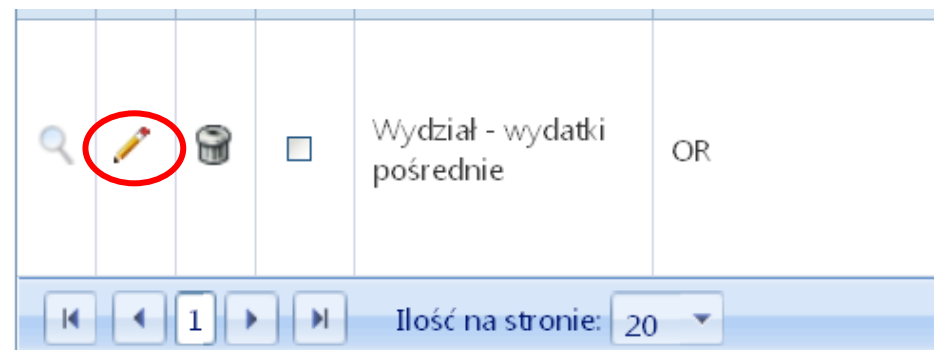 Wydział - wydatki
pośrednie
OR
1
Ilość na stronie: 20